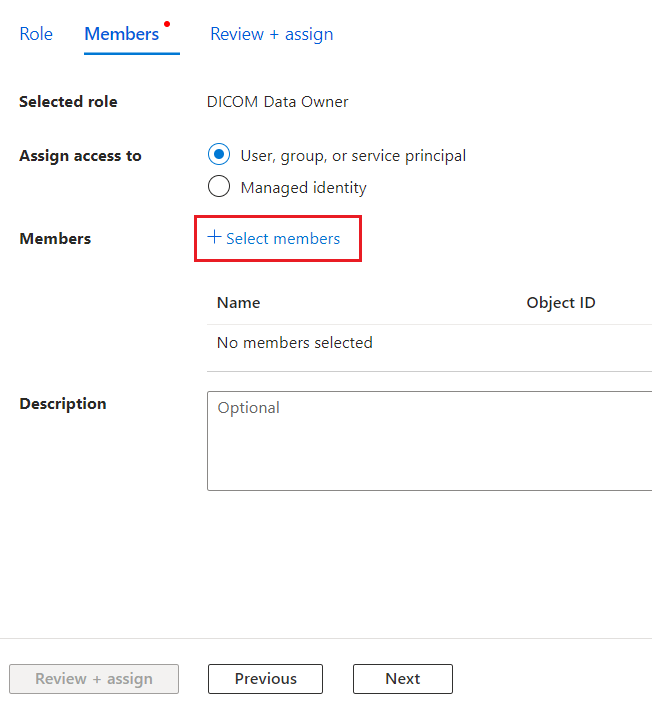 Role Members Review + assign
Selected role DICOM Data Owner
Assign access to User, group, or service principal
Managed identity
Members + Select members
Name Object ID
No members selected
Description Optional
Review + assign Previous Next